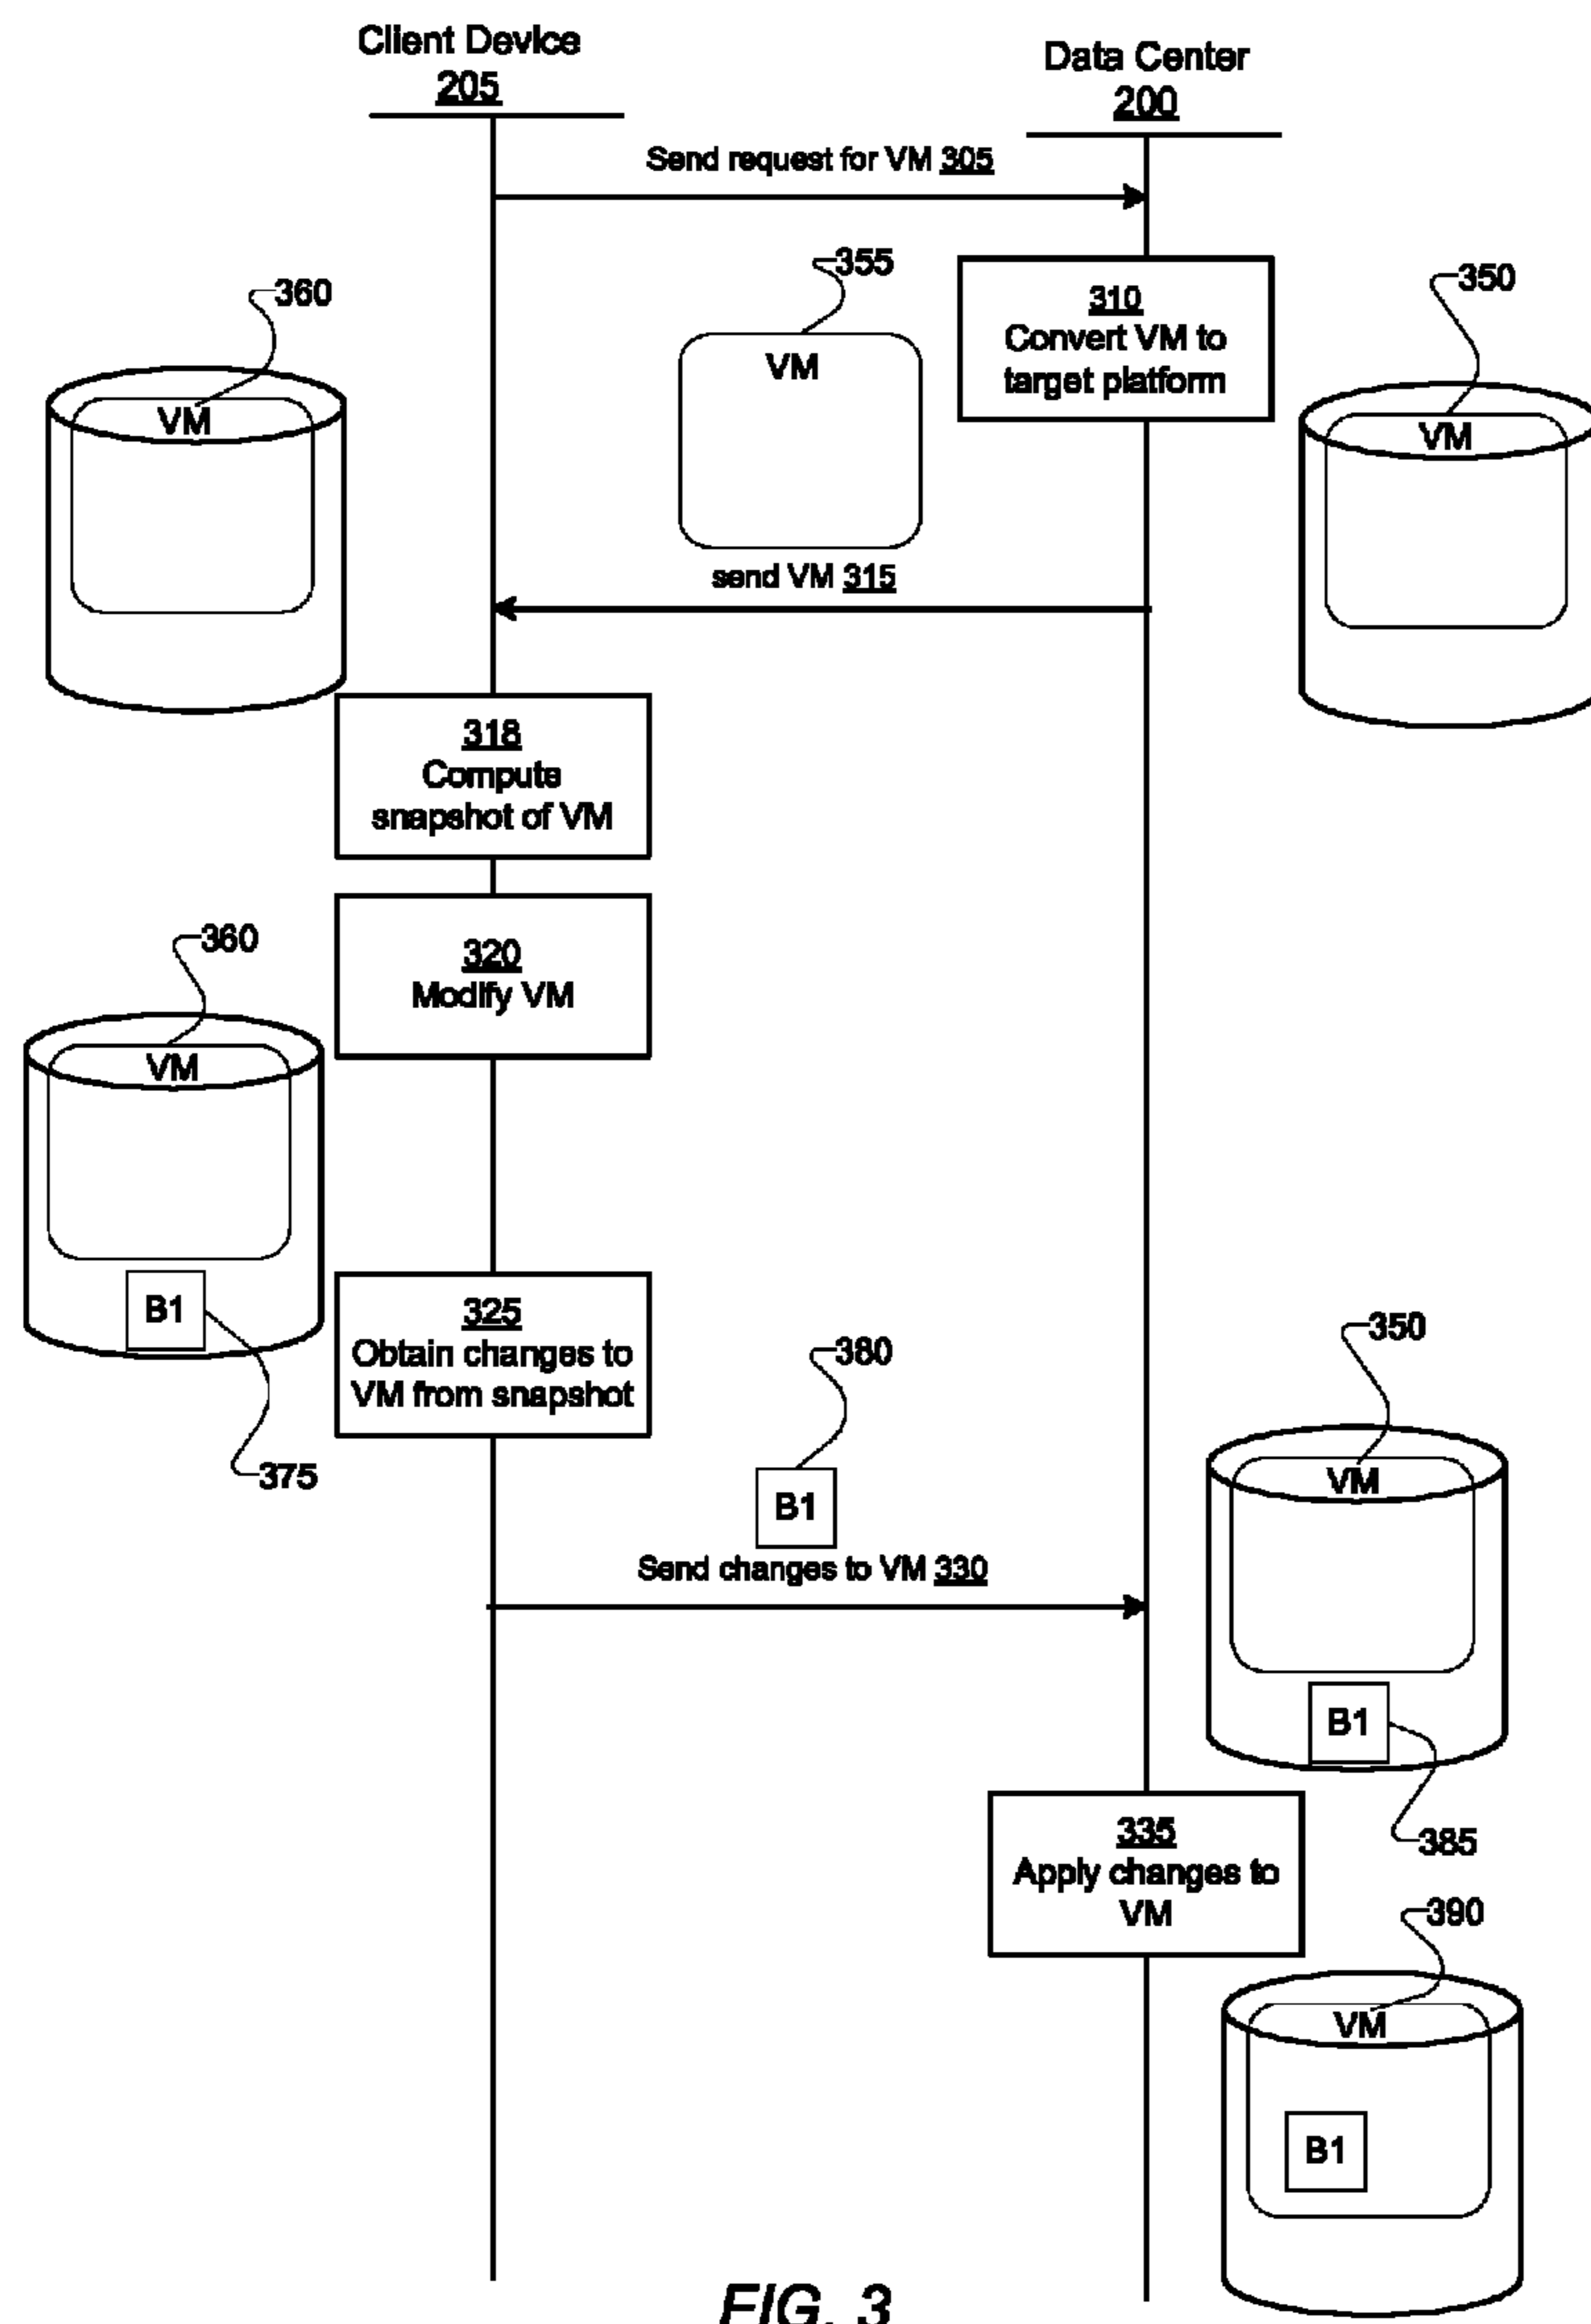 Client Device
205
Data Center
200
Send request for VM 305
355
360
350
310
Convert VM to
target platform
VM
VM
VM
send VM 315
318
Compute
snapshot of VM
360
320
Modify VM
VM
B1
325
Obtain changes to
VM from snapshot
375
380
350
B1
VM
Send changes to VM 330
B1
385
335
Apply changes to
VM
390
VM
B1
FIG. 3